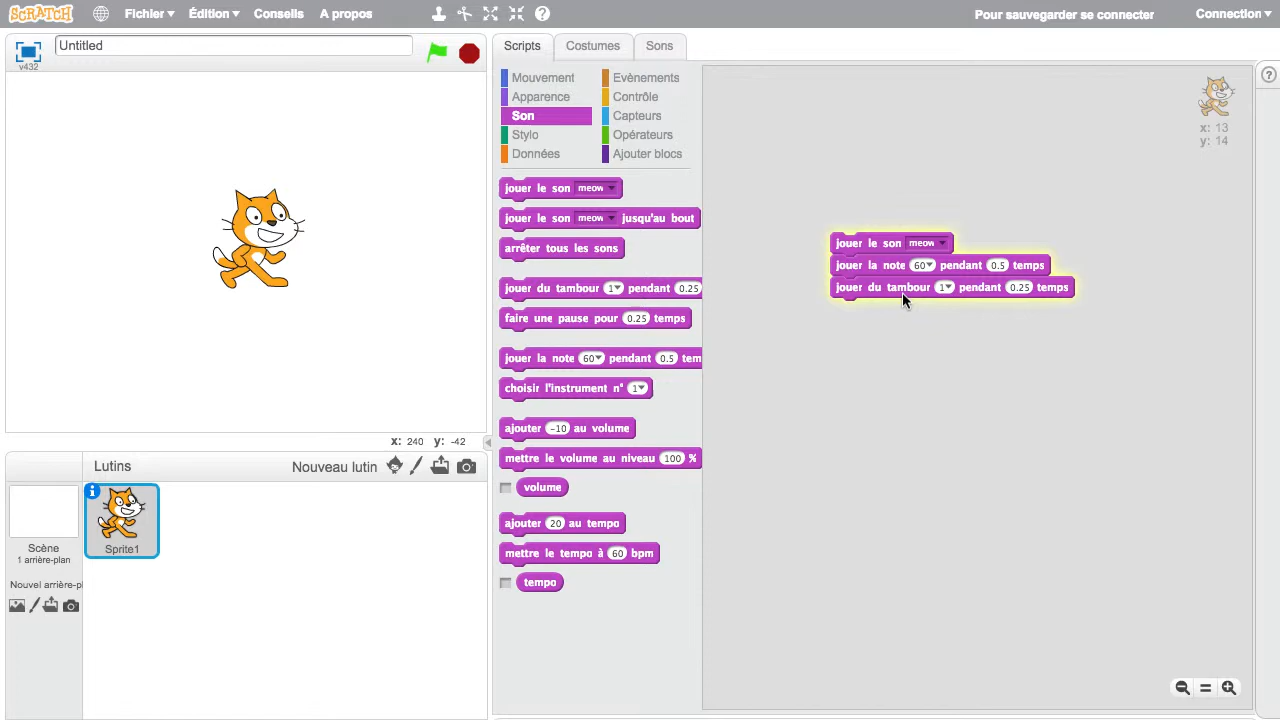 SCRATCH Fichier Édition Conseils A propos Pour sauvegarder se connecter Connection
v432
Untitled
Scripts Costumes Sons
Mouvement Evènements
Apparence Contrôle
Son Capteurs
Stylo Opérateurs
Données Ajouter blocs
jouer le son meow
jouer le son meow jusqu'au bout
arrêter tous les sons
jouer du tambour 1 pendant 0.25
faire une pause pour 0.25 temps
jouer la note 60 pendant 0.5 tem
choisir l'instrument n° 1
ajouter -10 au volume
mettre le volume au niveau 100 %
volume
ajouter 20 au tempo
mettre le tempo à 60 bpm
tempo
jouer le son meow
jouer la note 60 pendant 0.5 temps
jouer du tambour 1 pendant 0.25 temps
x: 13
y: 14
x: 240 y: -42
Lutins Nouveau lutin
Scène
1 arrière-plan
Sprite1
Nouvel arrière-pl